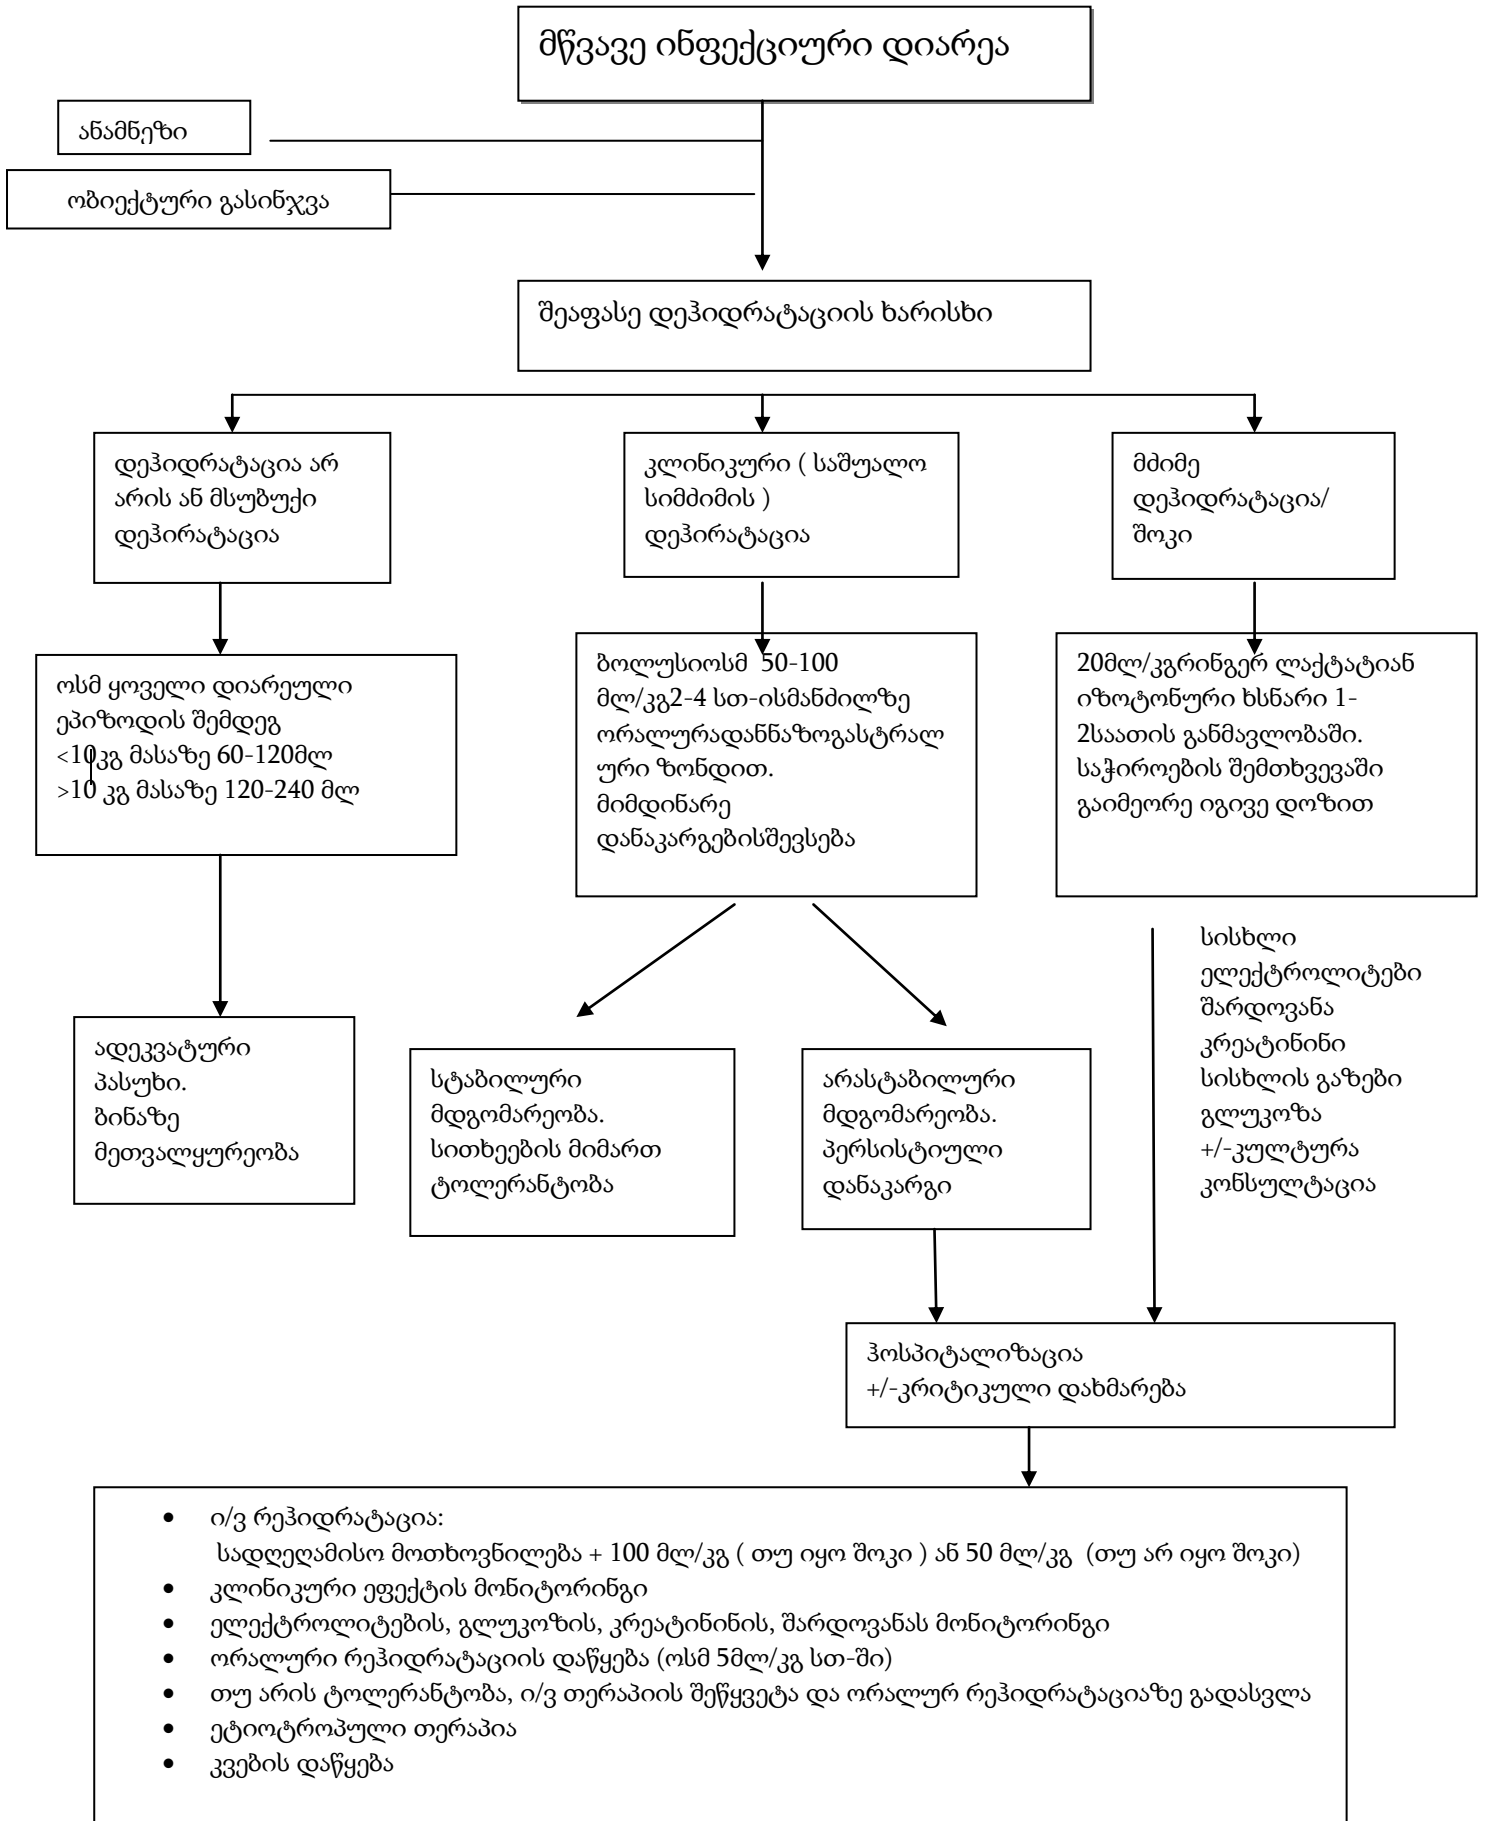 მწვავე ინფექციური დიარეა
ანამნეზი
ობიექტური გასინჯვა
შეაფასე დეჰიდრატაციის ხარისხი
დეჰიდრატაცია არ
არის ან მსუბუქი
დეჰირატაცია
კლინიკური ( საშუალო
სიმძიმის )
დეჰირატაცია
მძიმე
დეჰიდრატაცია/
შოკი
ოსმ ყოველი დიარეული
ეპიზოდის შემდეგ
<10კგ მასაზე 60-120მლ
>10 კგ მასაზე 120-240 მლ
ბოლუსიოსმ  50-100
მლ/კგ2-4 სთ-ისმანძილზე
ორალურადანნაზოგასტრალ
ური ზონდით.
მიმდინარე
დანაკარგებისშევსება
20მლ/კგრინგერ ლაქტატიან
იზოტონური ხსნარი 1-
2საათის განმავლობაში.
საჭიროების შემთხვევაში
გაიმეორე იგივე დოზით
ადეკვატური
პასუხი.
ბინაზე
მეთვალყურეობა
სტაბილური
მდგომარეობა.
სითხეების მიმართ
ტოლერანტობა
არასტაბილური
მდგომარეობა.
პერსისტიული
დანაკარგი
სისხლი
ელექტროლიტები
შარდოვანა
კრეატინინი
სისხლის გაზები
გლუკოზა
+/-კულტურა
კონსულტაცია
ჰოსპიტალიზაცია
+/-კრიტიკული დახმარება
• ი/ვ რეჰიდრატაცია:
სადღეღამისო მოთხოვნილება + 100 მლ/კგ ( თუ იყო შოკი ) ან 50 მლ/კგ  (თუ არ იყო შოკი)
• კლინიკური ეფექტის მონიტორინგი
• ელექტროლიტების, გლუკოზის, კრეატინინის, შარდოვანას მონიტორინგი
• ორალური რეჰიდრატაციის დაწყება (ოსმ 5მლ/კგ სთ-ში)
• თუ არის ტოლერანტობა, ი/ვ თერაპიის შეწყვეტა და ორალურ რეჰიდრატაციაზე გადასვლა
• ეტიოტროპული თერაპია
• კვების დაწყება